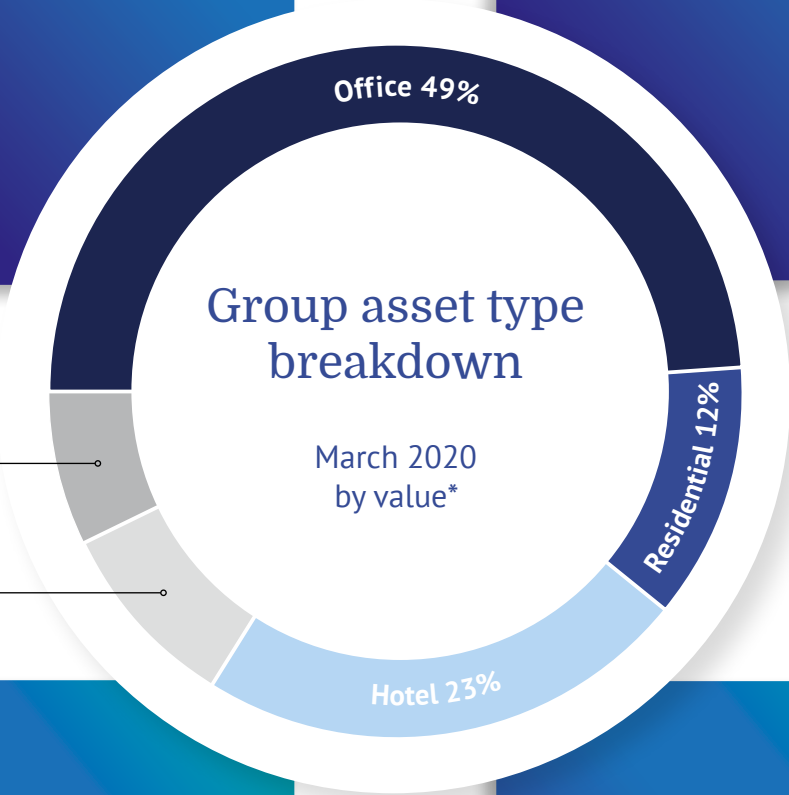 Office 49%
Group asset type
breakdown
March 2020
by value*
Residential 12%
Hotel 23%